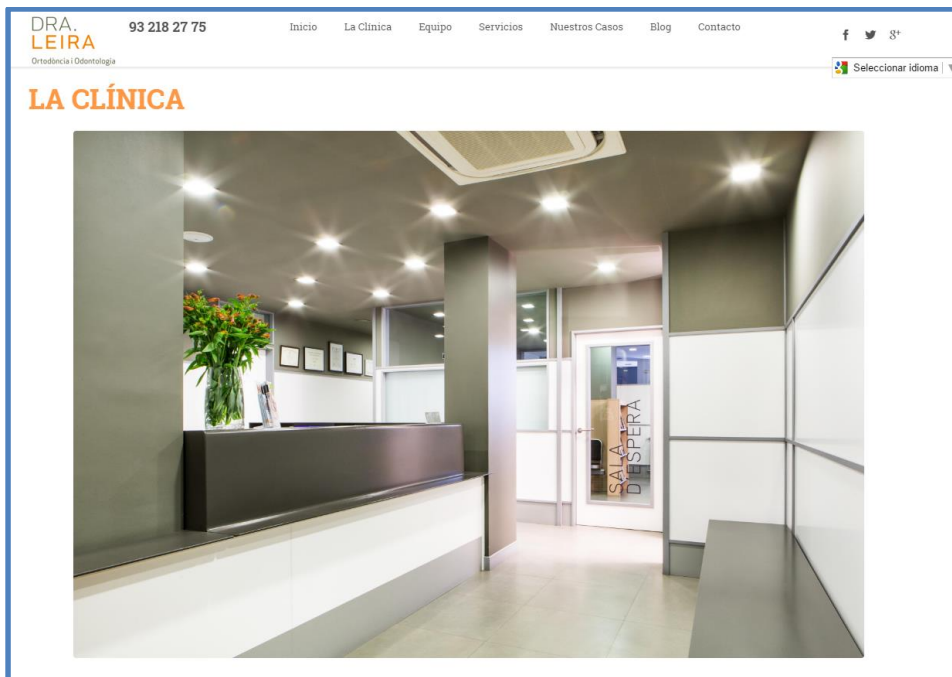 DRA.
LEIRA
Ortodòncia i Odontologia
93 218 27 75
Inicio
La Clínica
Equipo
Servicios
Nuestros Casos
Blog
Contacto
Seleccionar idioma
LA CLÍNICA
SALA
D'ESPERA